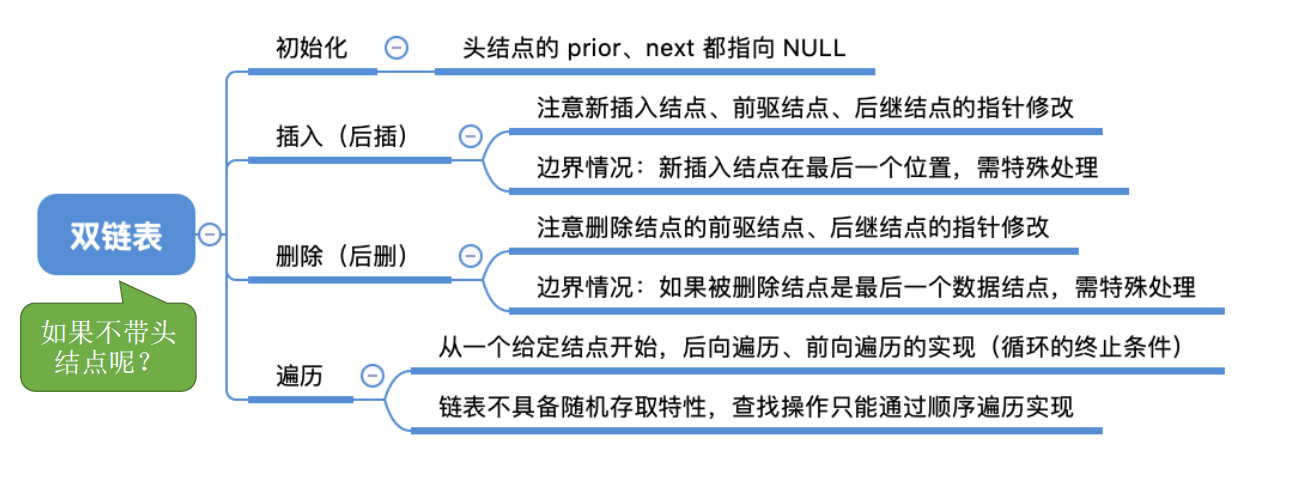 双链表
如果不带头
结点呢？
初始化
头结点的 prior、next 都指向 NULL
插入（后插）
注意新插入结点、前驱结点、后继结点的指针修改
边界情况：新插入结点在最后一个位置，需特殊处理
删除（后删）
注意删除结点的前驱结点、后继结点的指针修改
边界情况：如果被删除结点是最后一个数据结点，需特殊处理
遍历
从一个给定结点开始，后向遍历、前向遍历的实现（循环的终止条件）
链表不具备随机存取特性，查找操作只能通过顺序遍历实现